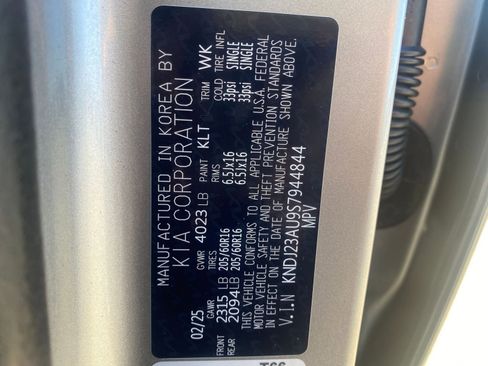 MANUFACTURED IN KOREA BY
KIA CORPORATION
02/25 GVWR 4023 LB PAINT KLT TRIM WK
GAWR TIRES RIMS COLD TIRE INFL
FRONT 2315 LB 205/60R16 6.5JX16 33psi SINGLE
REAR 2094LB 205/60R16 6.5JX16 33psi SINGLE
THIS VEHICLE CONFORMS TO ALL APPLICABLE U.S.A. FEDERAL
MOTOR VEHICLE SAFETY AND THEFT PREVENTION STANDARDS
IN EFFECT ON THE DATE OF MANUFACTURE SHOWN ABOVE.
V.I.N KNDJ23AU9S7944844
MPV